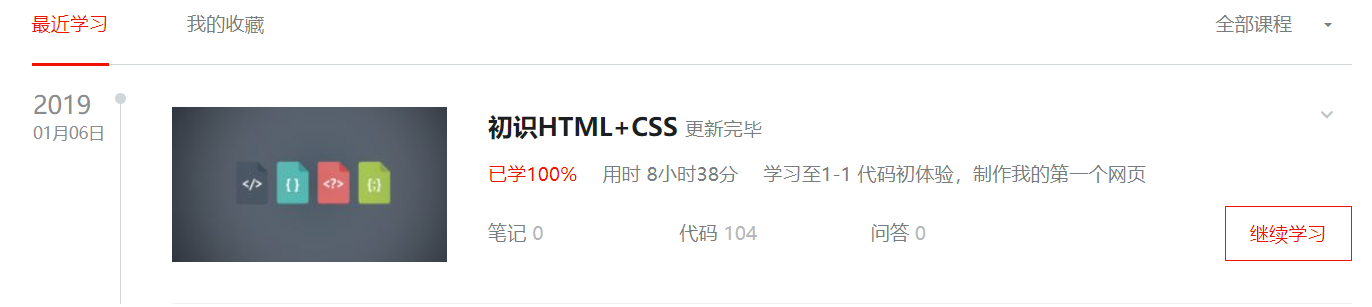 最近学习 我的收藏 全部课程
2019
01月06日
</> { } <?> {;}
初识HTML+CSS 更新完毕
已学100% 用时 8小时38分 学习至1-1 代码初体验，制作我的第一个网页
笔记 0 代码 104 问答 0 继续学习